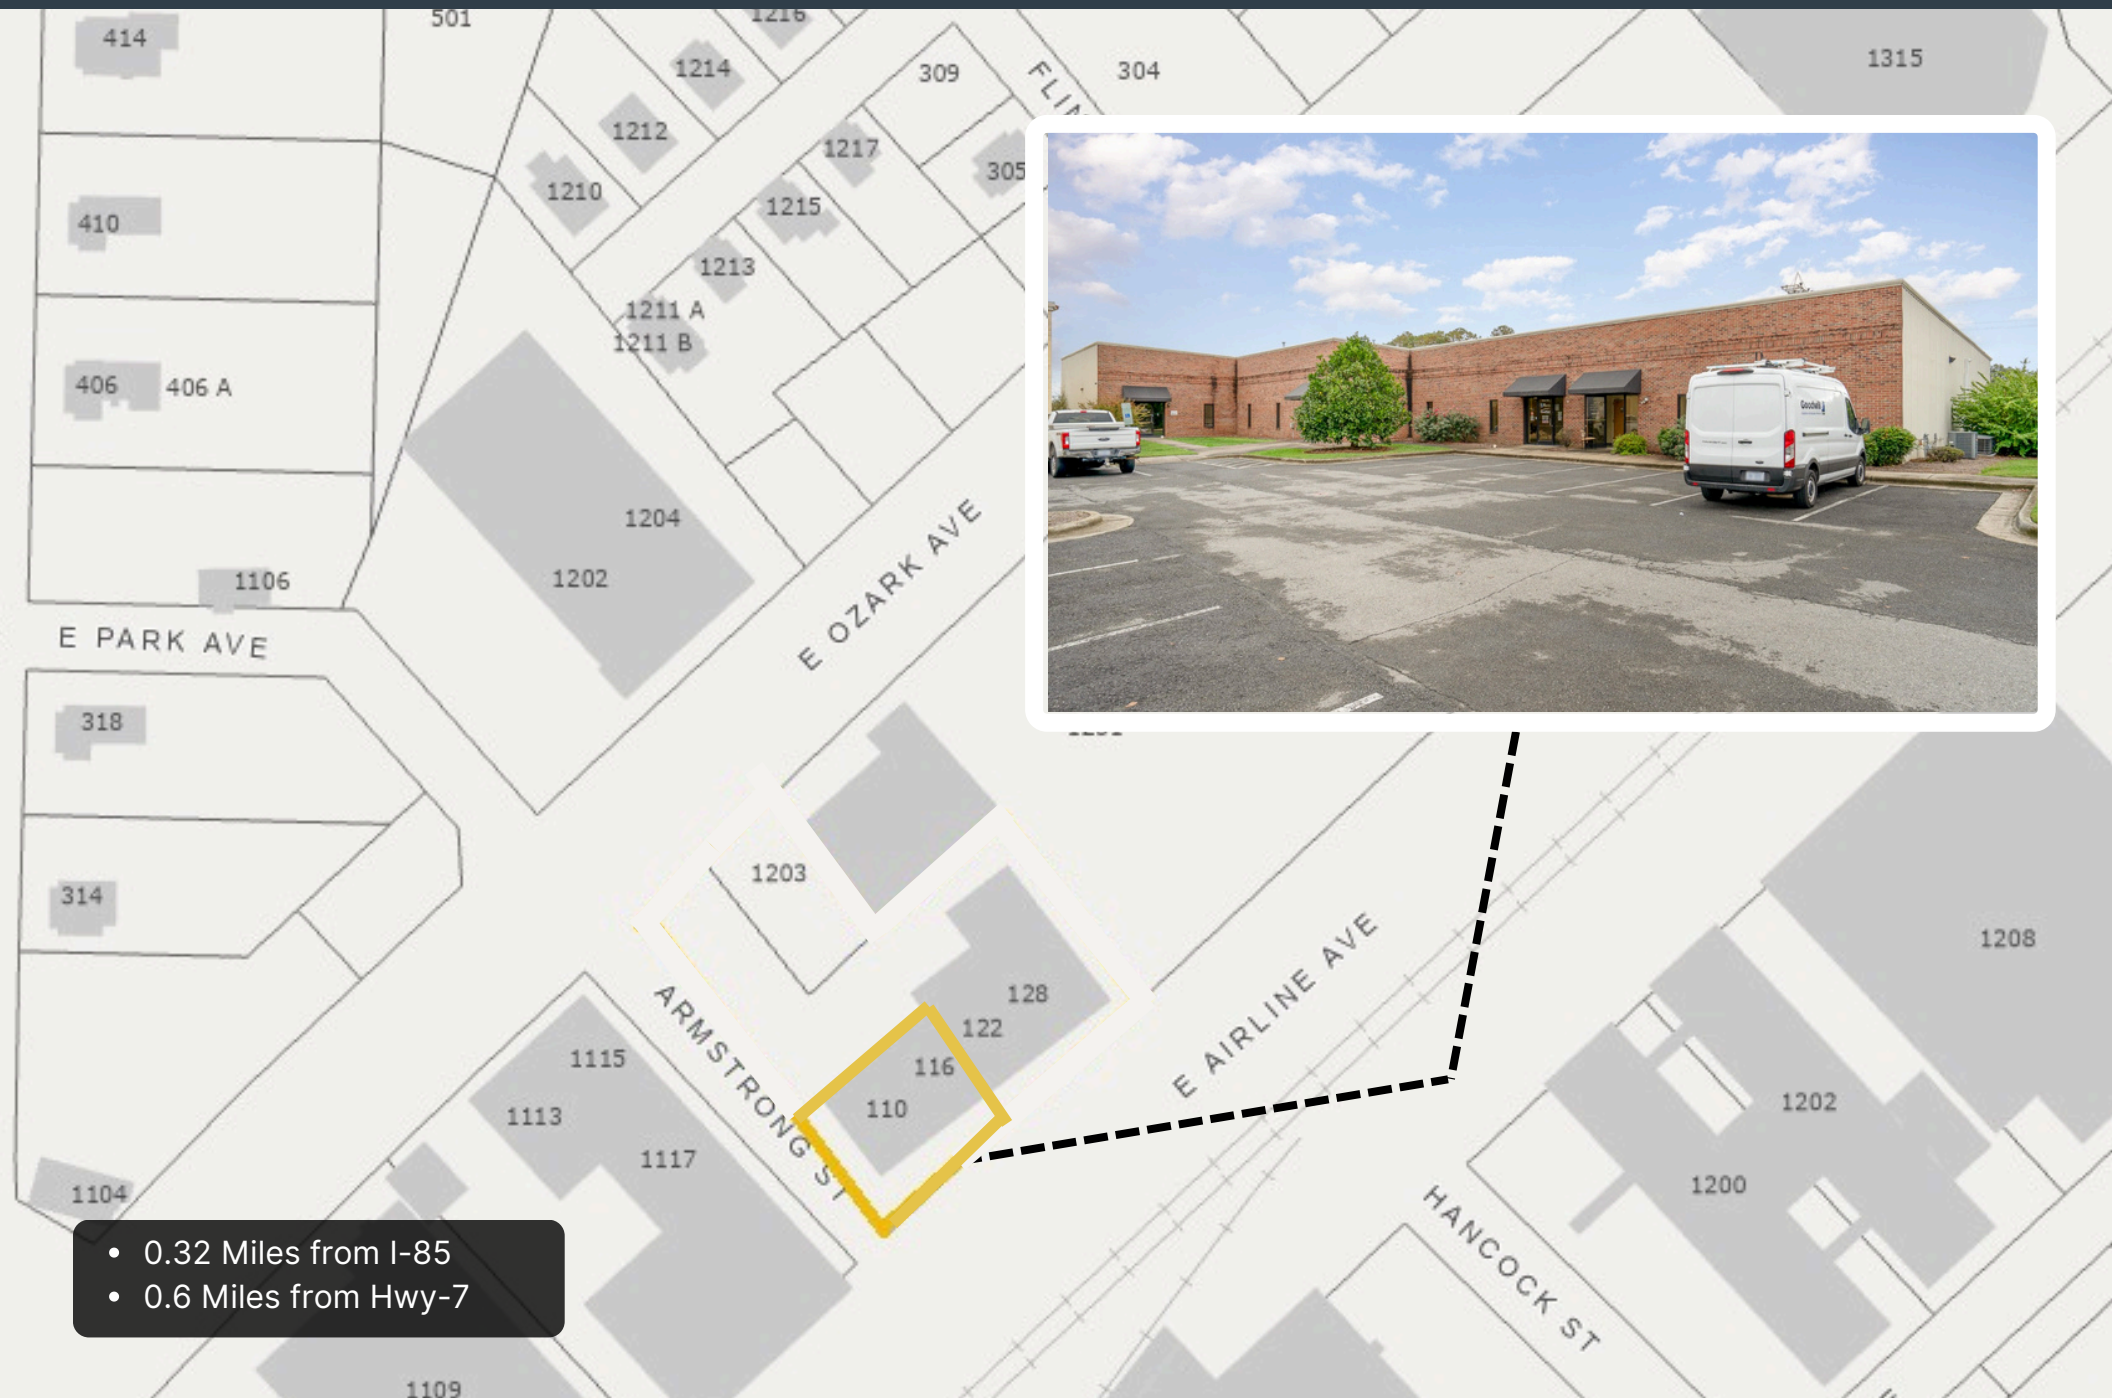 501
1216
414
1214
309
304
1315
FLIN
1212
1217
305
1210
1215
410
1213
1211 A
1211 B
406
406 A
Goodwill
1204
1202
E OZARK AVE
1106
E PARK AVE
318
1203
314
1208
128
122
116
110
ARMSTRONG ST
E AIRLINE AVE
1115
1113
1117
1202
1200
1104
HANCOCK ST
• 0.32 Miles from I-85
• 0.6 Miles from Hwy-7
1109